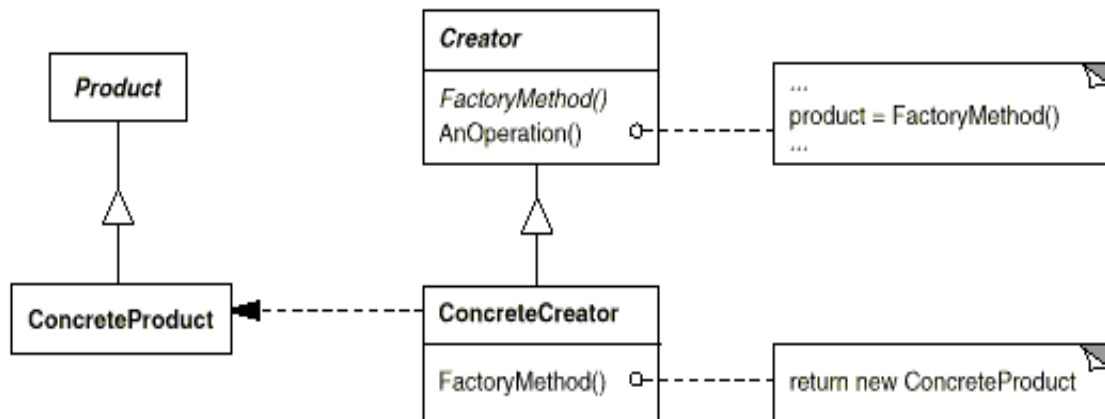 Product
ConcreteProduct
Creator
FactoryMethod()
AnOperation()
...
product = FactoryMethod()
...
ConcreteCreator
FactoryMethod()
return new ConcreteProduct